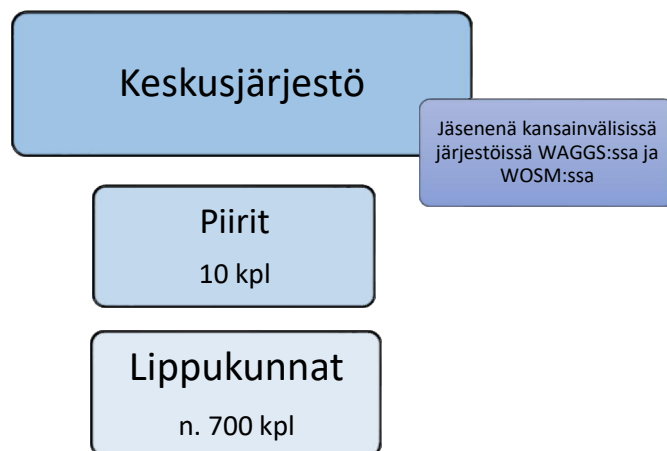 Keskusjärjestö
Jäsenenä kansainvälisissä
järjestöissä WAGGS:ssa ja
WOSM:ssa
Piirit
10 kpl
Lippukunnat
n. 700 kpl